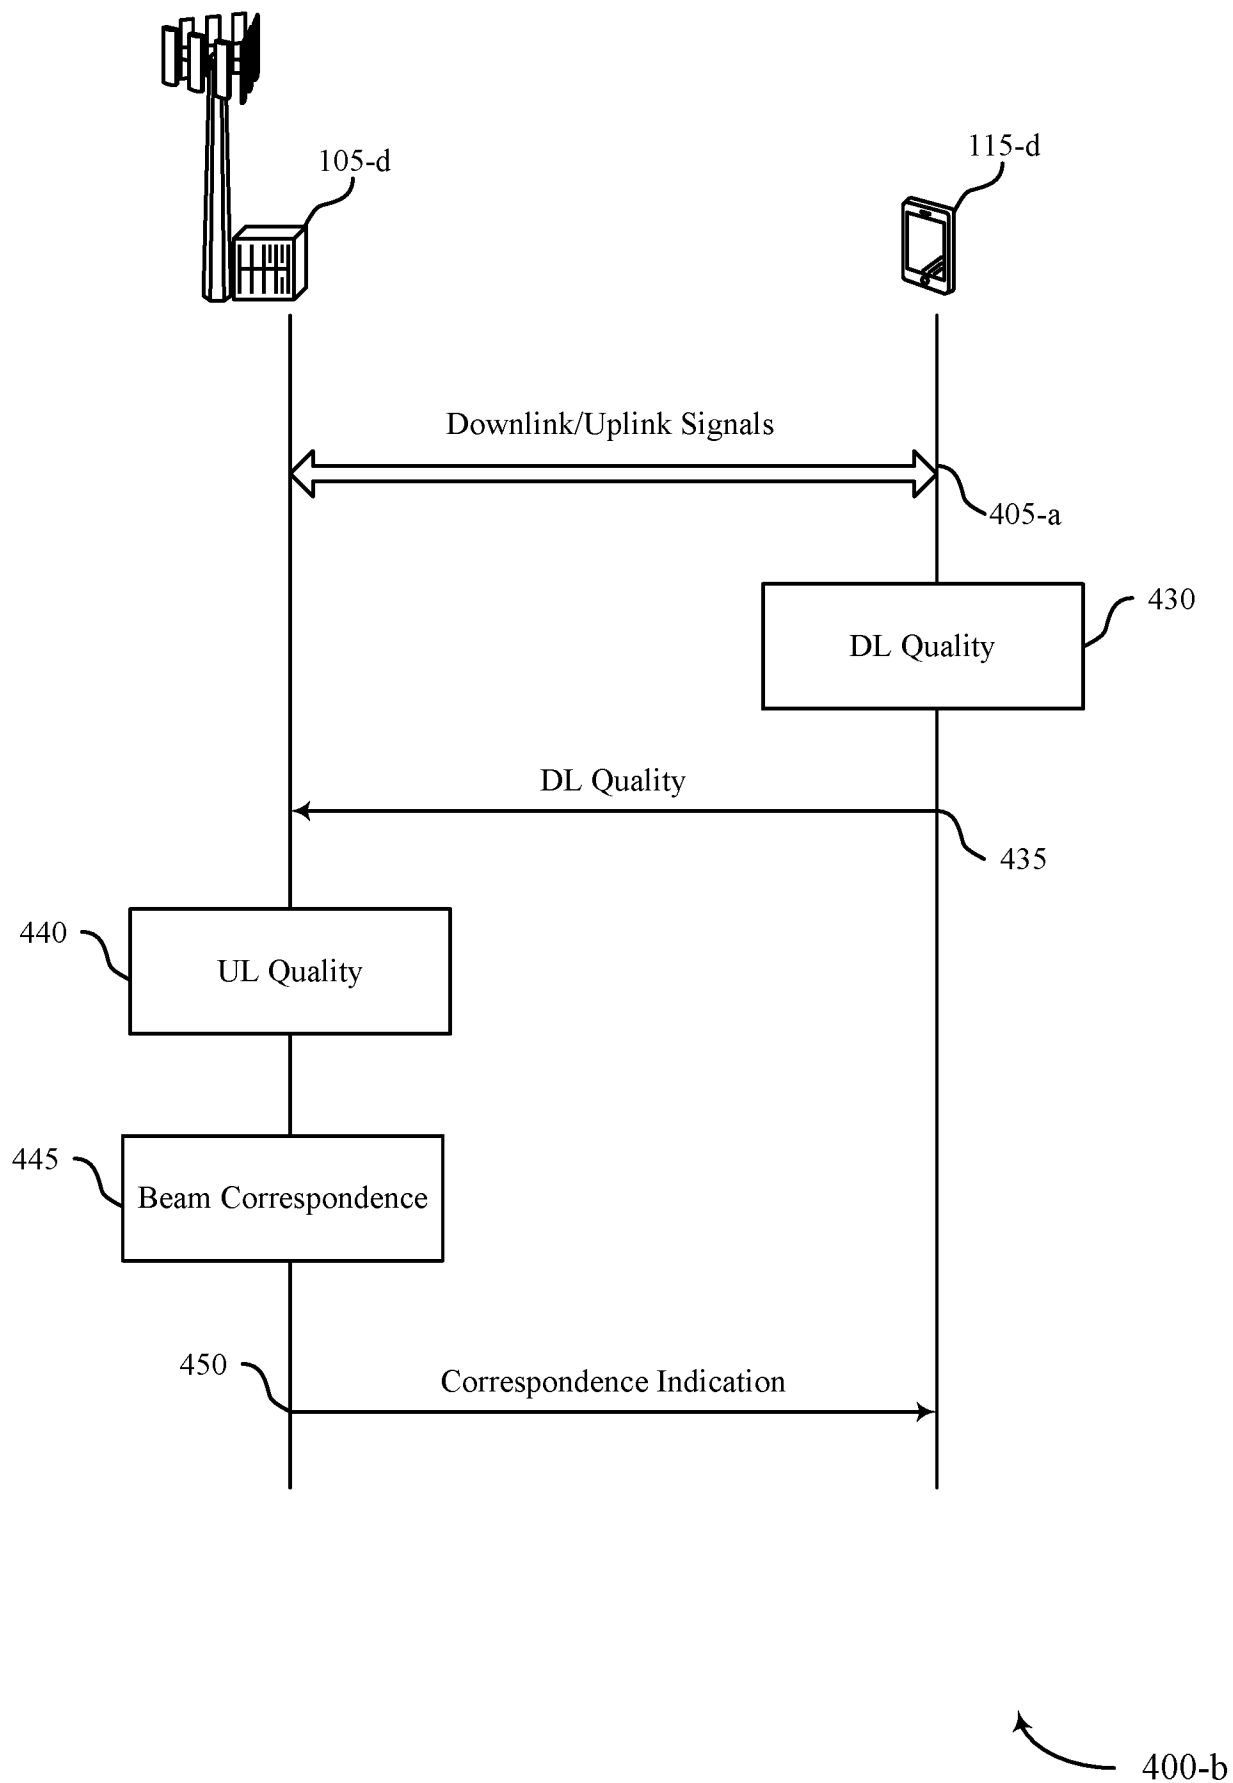 105-d
115-d
Downlink/Uplink Signals
405-a
430
DL Quality
DL Quality
435
440
UL Quality
445
Beam Correspondence
450
Correspondence Indication
400-b